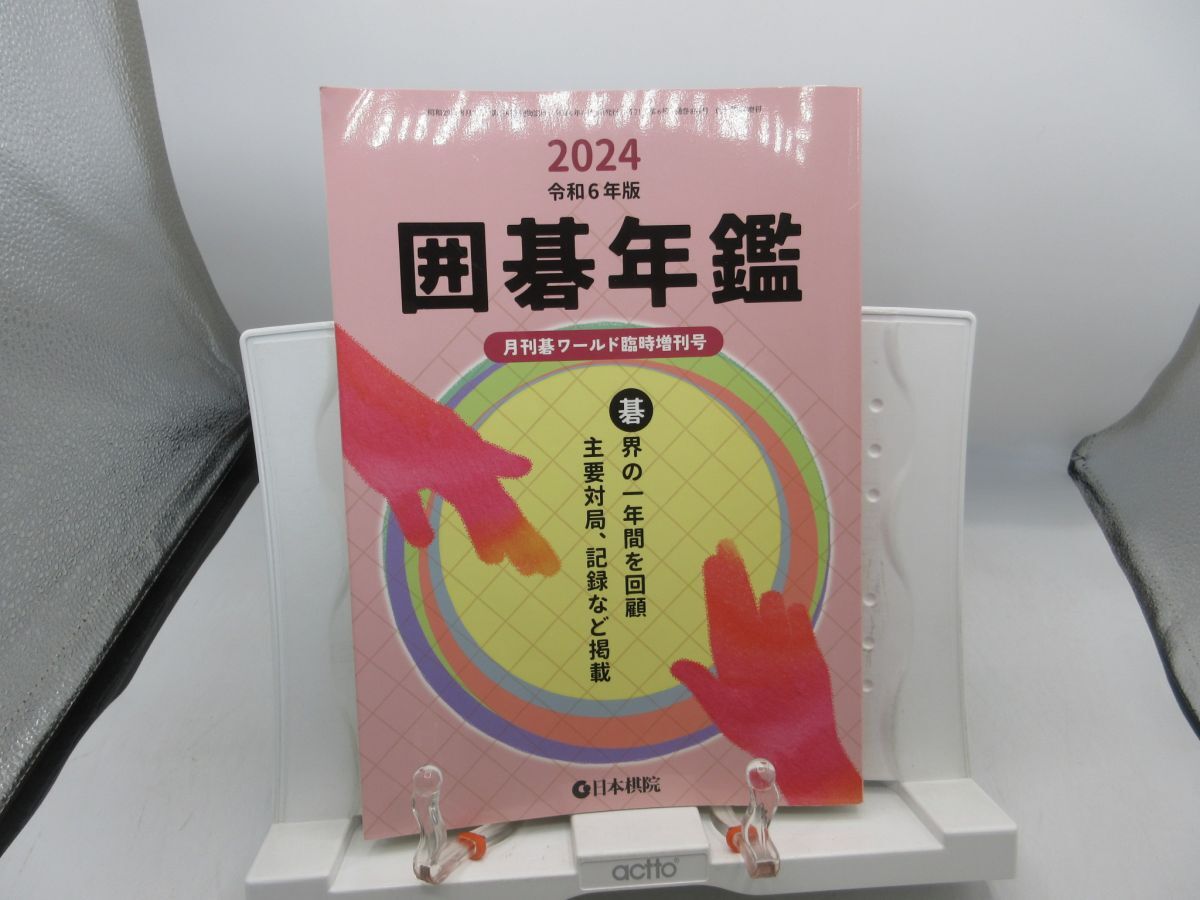 2024
令和6年版
囲碁年鑑
月刊碁ワールド臨時増刊号
碁界の一年間を回顧
主要対局、記録など掲載
日本棋院
actto